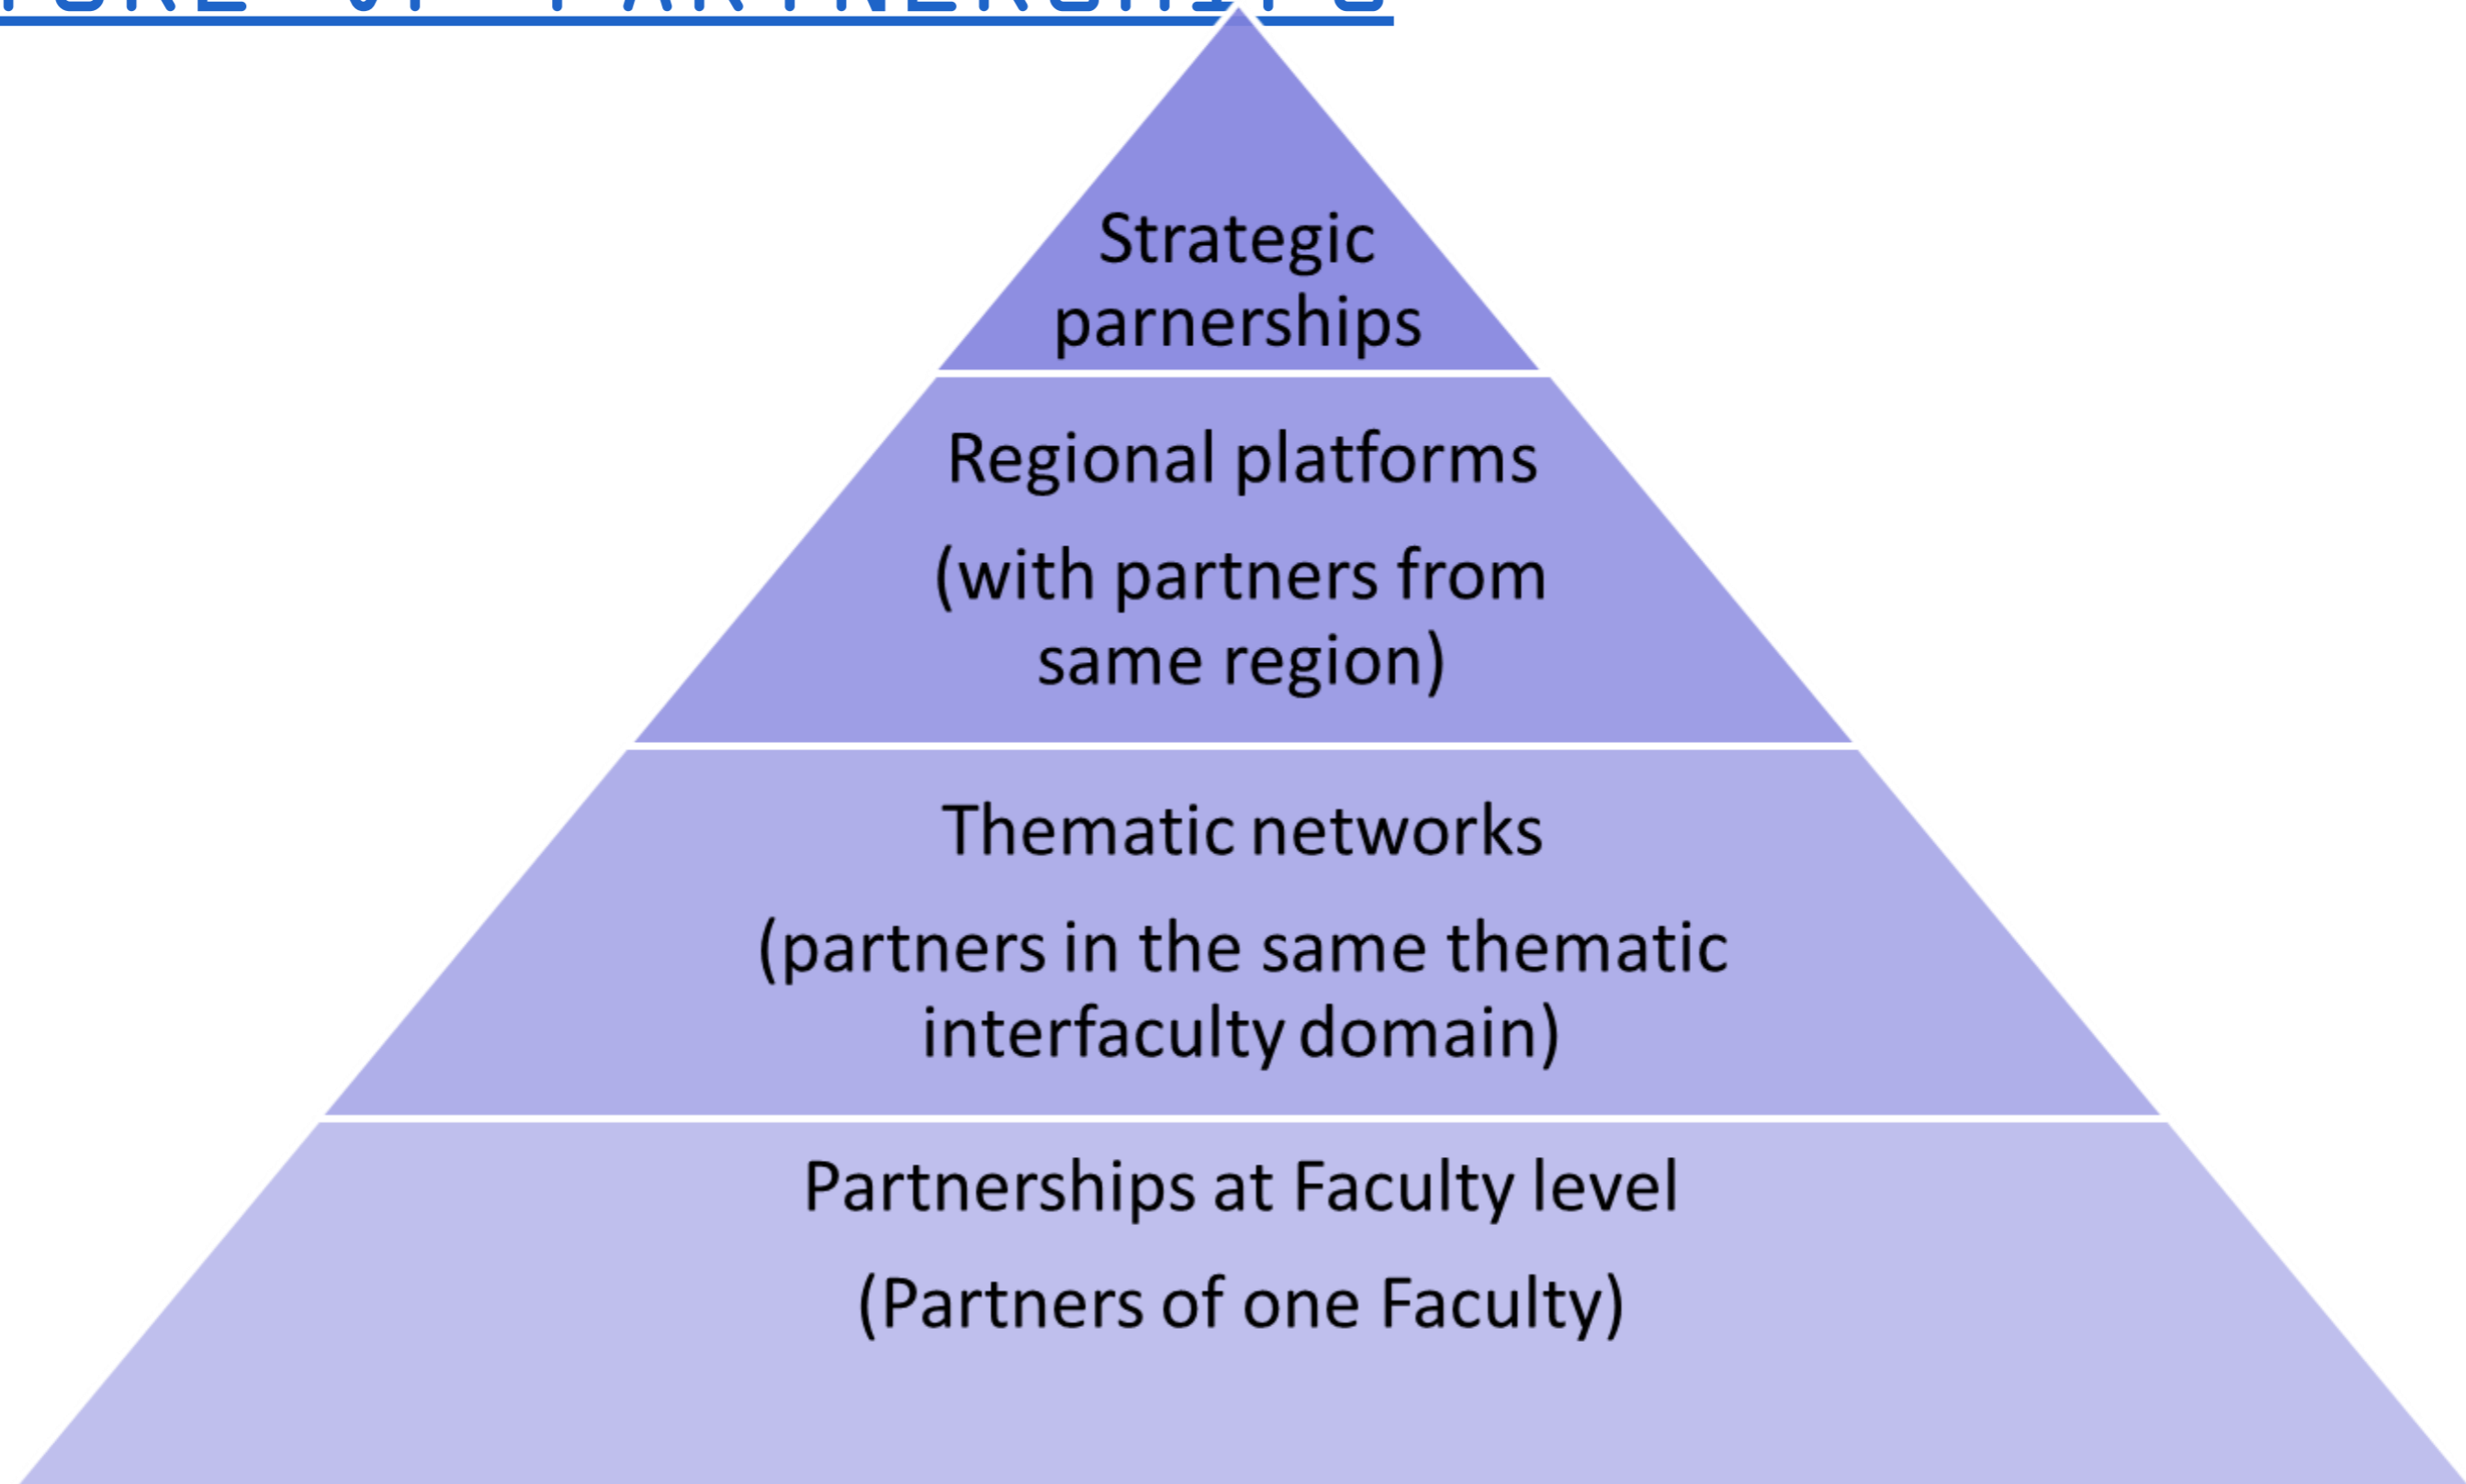 PARTNERSHIPS
Strategic
parnerships
Regional platforms
(with partners from
same region)
Thematic networks
(partners in the same thematic
interfaculty domain)
Partnerships at Faculty level
(Partners of one Faculty)